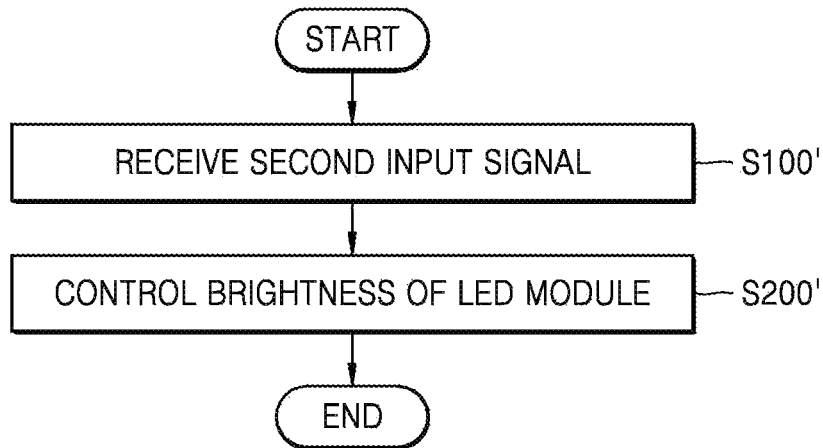 START
RECEIVE SECOND INPUT SIGNAL
S100'
CONTROL BRIGHTNESS OF LED MODULE
S200'
END